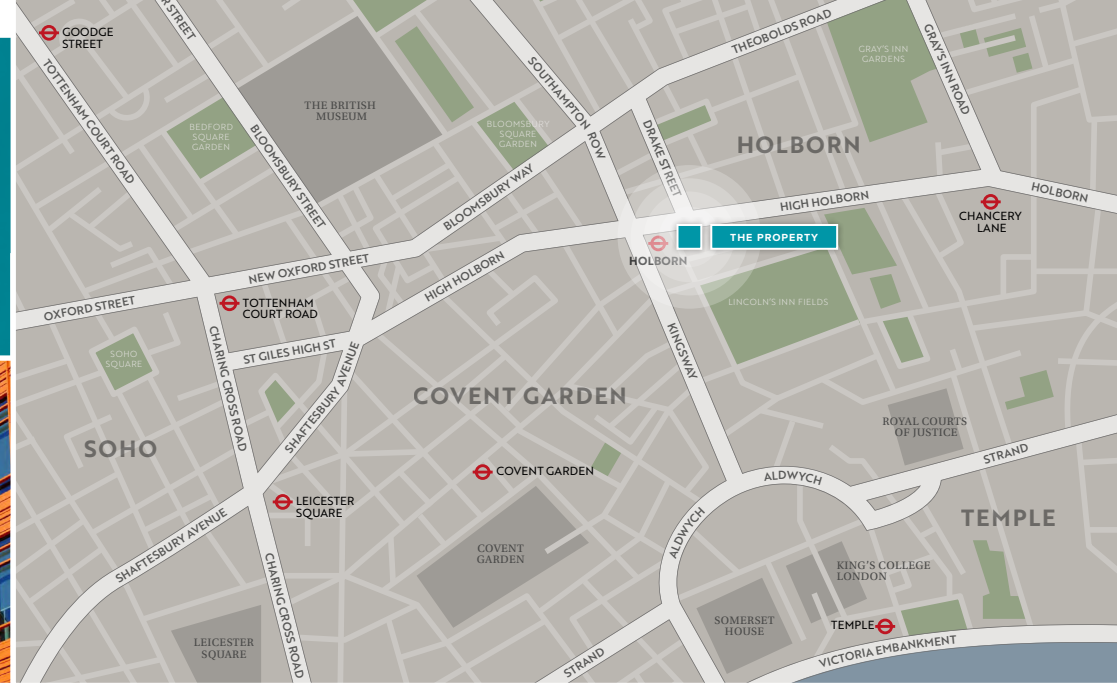 GOODGE
STREET
R STREET
TOTTENHAM COURT ROAD
THE BRITISH
MUSEUM
BEDFORD
SQUARE
GARDEN
BLOOMSBURY STREET
BLOOMSBURY
SQUARE
GARDEN
SOUTHAMPTON ROW
THEOBOLDS ROAD
GRAY'S INN
GARDENS
GRAY'S INN ROAD
DRAKE STREET
HOLBORN
BLOOMSBURY WAY
HIGH HOLBORN
HOLBORN
CHANCERY
LANE
THE PROPERTY
HOLBORN
NEW OXFORD STREET
HIGH HOLBORN
OXFORD STREET
TOTTENHAM
COURT ROAD
LINCOLN'S INN FIELDS
SOHO
SQUARE
CHARING CROSS ROAD
ST GILES HIGH ST
SHAFTESBURY AVENUE
KINGSWAY
COVENT GARDEN
SOHO
ROYAL COURTS
OF JUSTICE
STRAND
COVENT GARDEN
ALDWYCH
LEICESTER
SQUARE
TEMPLE
SHAFTESBURY AVENUE
ALDWYCH
COVENT
GARDEN
KING'S COLLEGE
LONDON
CHARING CROSS ROAD
SOMERSET
HOUSE
TEMPLE
LEICESTER
SQUARE
STRAND
VICTORIA EMBANKMENT